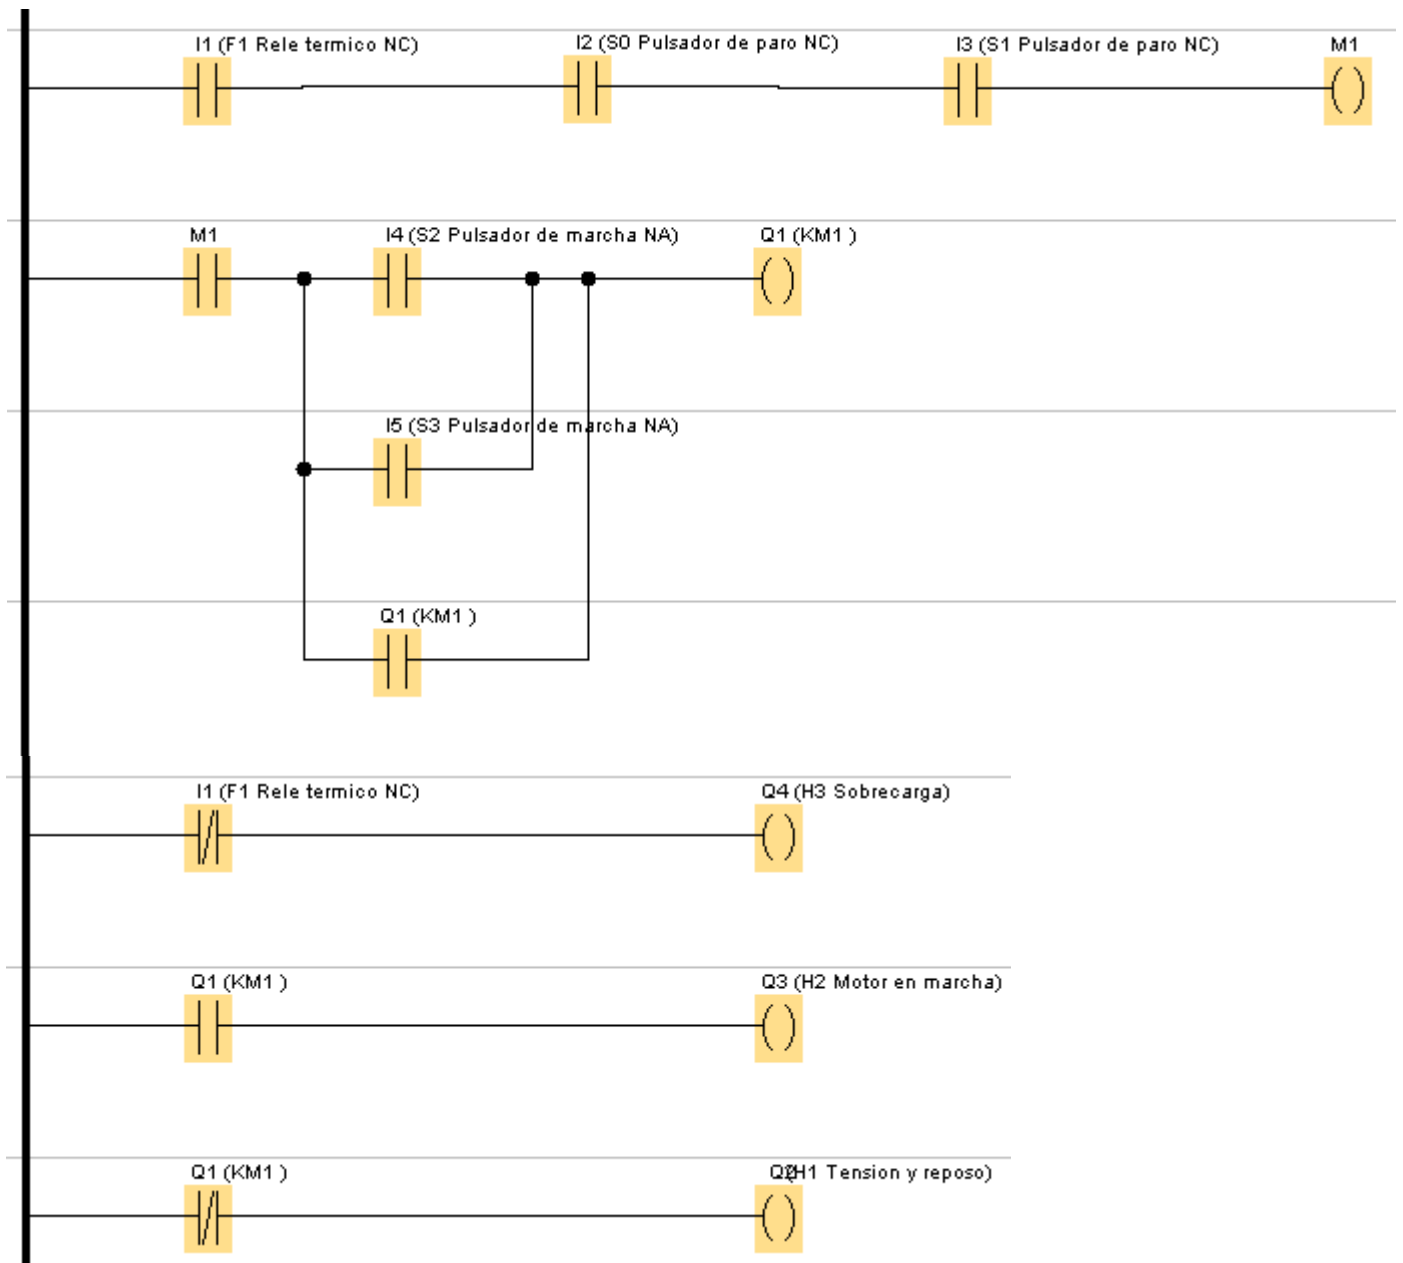 I1 (F1 Rele termico NC)
I2 (S0 Pulsador de paro NC)
I3 (S1 Pulsador de paro NC)
M1
M1
I4 (S2 Pulsador de marcha NA)
Q1 (KM1 )
I5 (S3 Pulsador de marcha NA)
Q1 (KM1 )
I1 (F1 Rele termico NC)
Q4 (H3 Sobrecarga)
Q1 (KM1 )
Q3 (H2 Motor en marcha)
Q1 (KM1 )
Q2(H1 Tension y reposo)